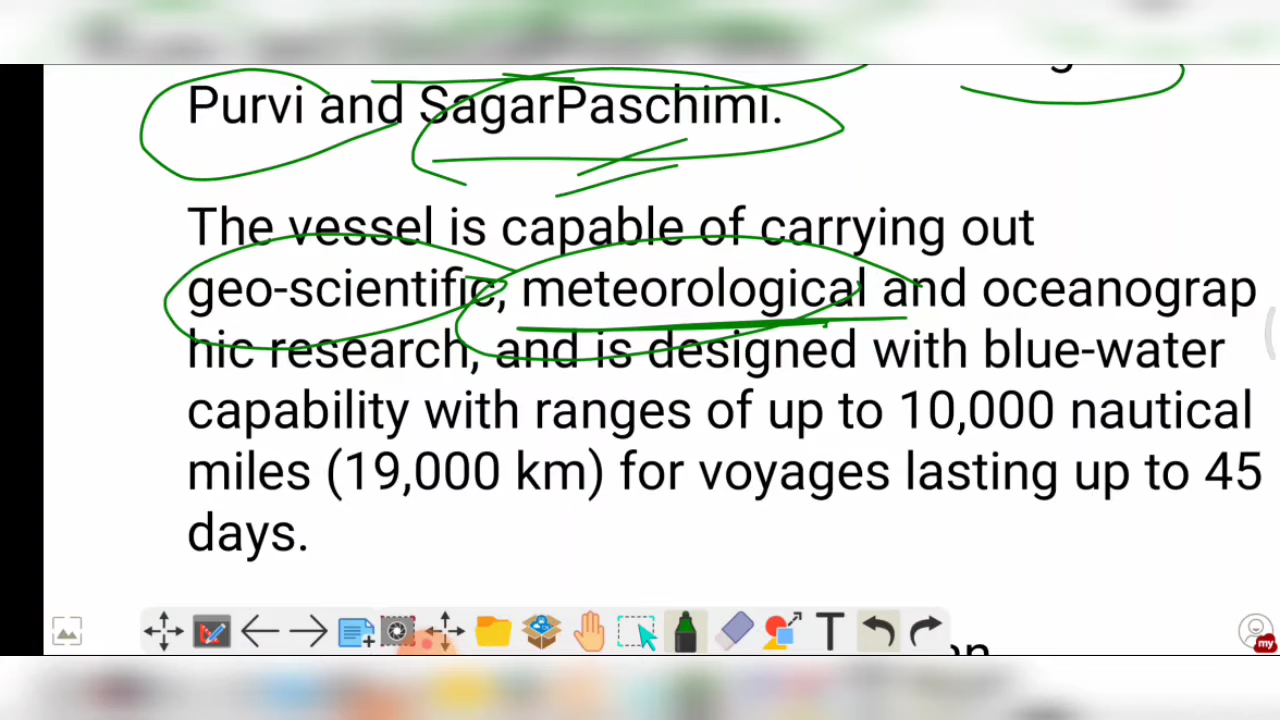 Purvi and SagarPaschimi.
The vessel is capable of carrying out
geo-scientific, meteorological and oceanograp
hic research, and is designed with blue-water
capability with ranges of up to 10,000 nautical
miles (19,000 km) for voyages lasting up to 45
days.
T
my